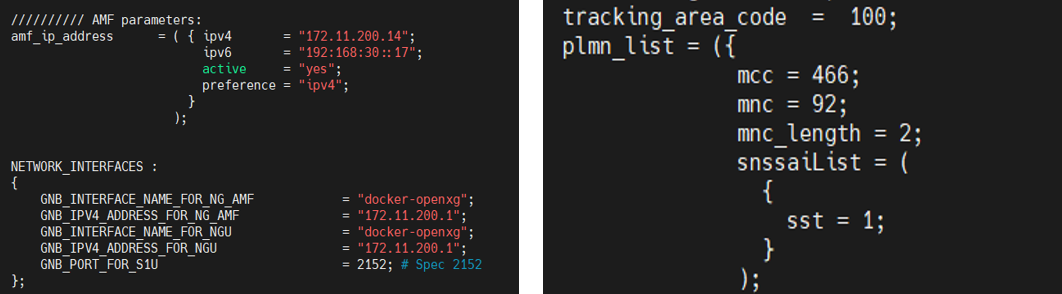 ////////// AMF parameters:
amf_ip_address      = ( { ipv4       = "172.11.200.14";
                          ipv6       = "192:168:30::17";
                          active     = "yes";
                          preference = "ipv4";
                        }
                      );
NETWORK_INTERFACES :
{
    GNB_INTERFACE_NAME_FOR_NG_AMF            = "docker-openxg";
    GNB_IPV4_ADDRESS_FOR_NG_AMF              = "172.11.200.1";
    GNB_INTERFACE_NAME_FOR_NGU               = "docker-openxg";
    GNB_IPV4_ADDRESS_FOR_NGU                 = "172.11.200.1";
    GNB_PORT_FOR_S1U                         = 2152; # Spec 2152
};
tracking_area_code  =  100;
plmn_list = ({
              mcc = 466;
              mnc = 92;
              mnc_length = 2;
              snssaiList = (
                {
                  sst = 1;
                }
              );